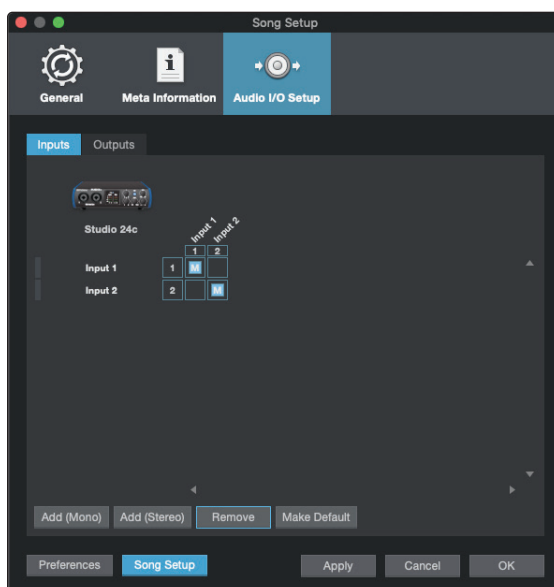 Song Setup
General
Meta Information
Audio I/O Setup
Inputs
Outputs
Studio 24c
Input 1
Input 2
1 2
Input 1 1 M
Input 2 2 M
Add (Mono)
Add (Stereo)
Remove
Make Default
Preferences
Song Setup
Apply
Cancel
OK